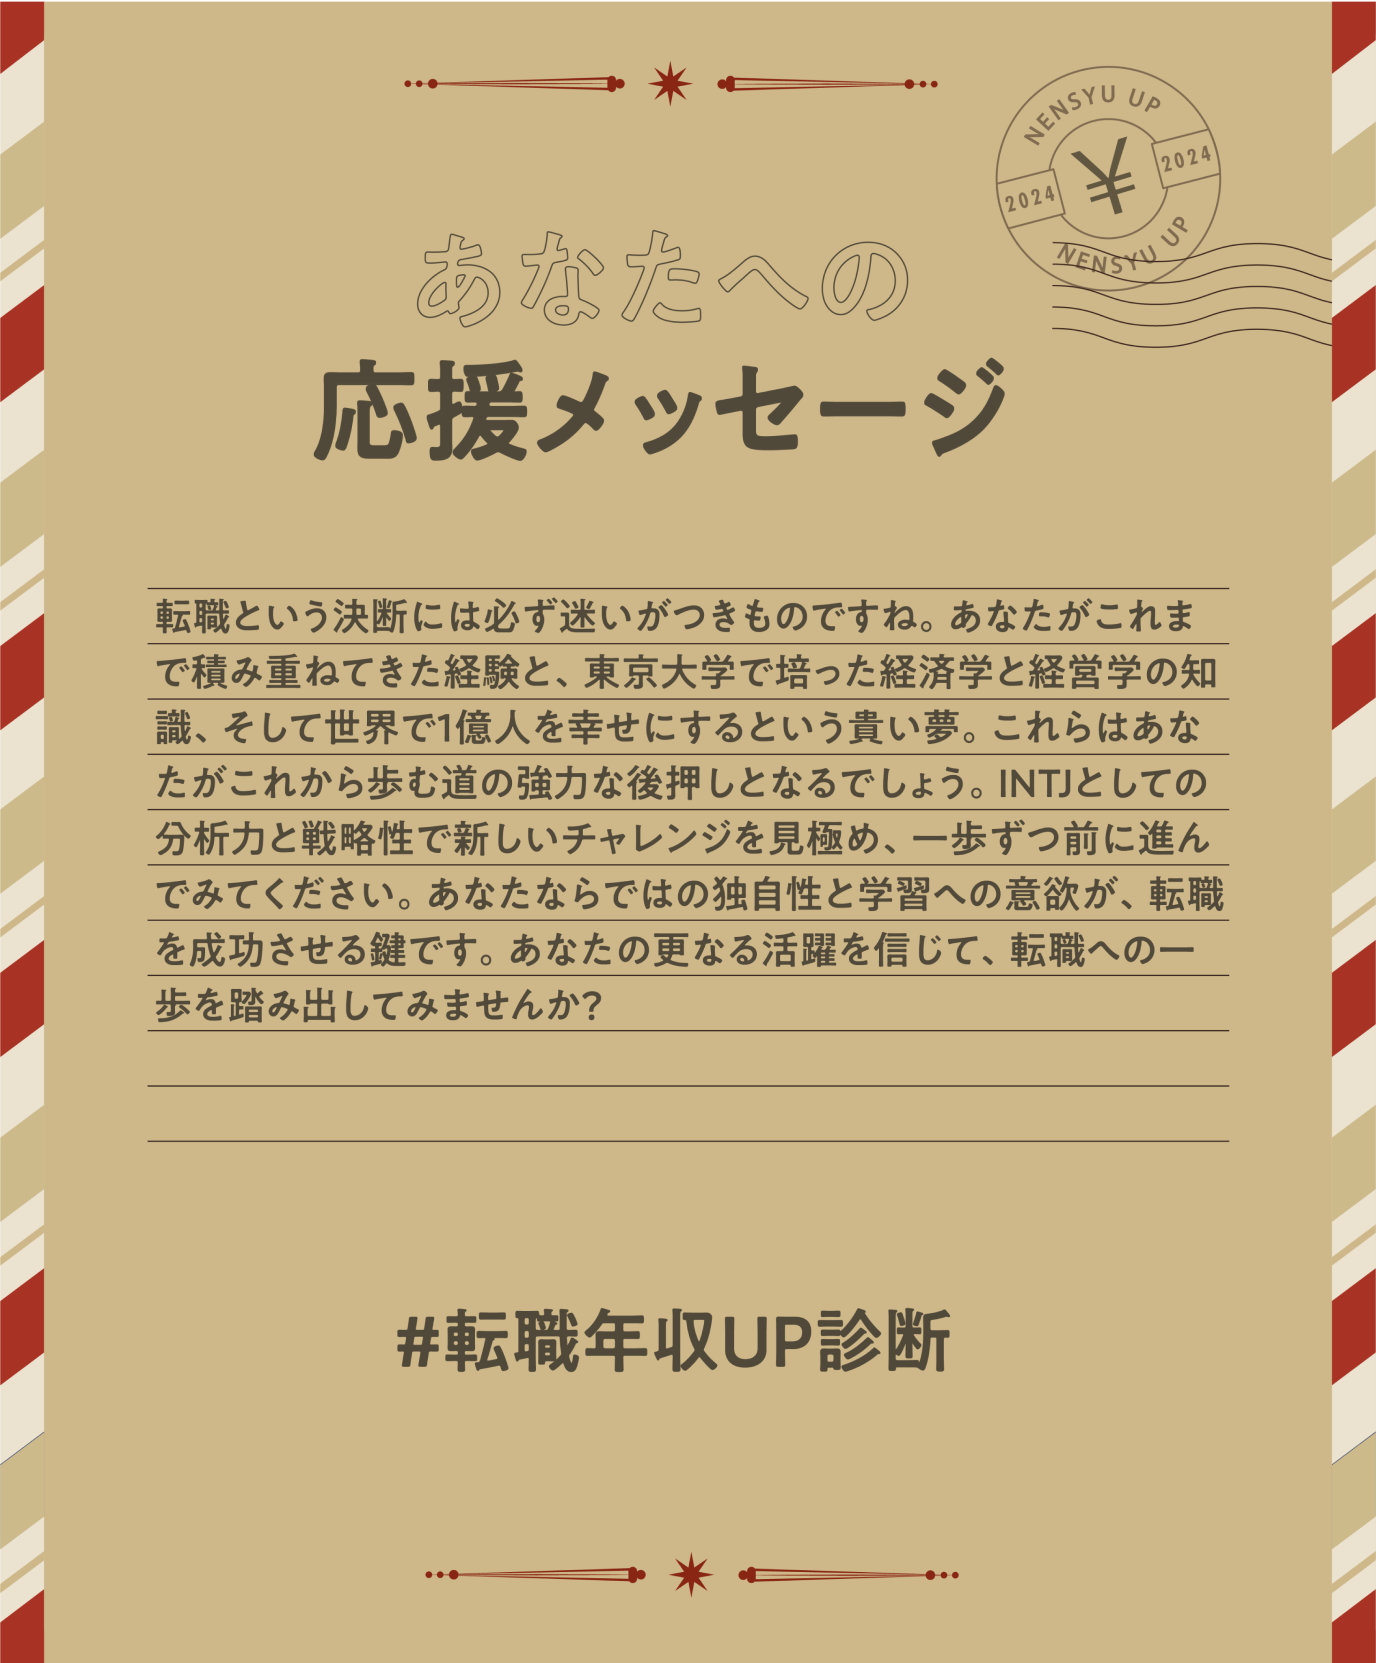 NENSYU UP
2024
¥
2024
NENSYU UP
あなたへの
応援メッセージ
転職という決断には必ず迷いがつきものですね。あなたがこれま
で積み重ねてきた経験と、東京大学で培った経済学と経営学の知
識、そして世界で1億人を幸せにするという貴い夢。これらはあな
たがこれから歩む道の強力な後押しとなるでしょう。INTJとしての
分析力と戦略性で新しいチャレンジを見極め、一歩ずつ前に進ん
でみてください。あなたならではの独自性と学習への意欲が、転職
を成功させる鍵です。あなたの更なる活躍を信じて、転職への一
歩を踏み出してみませんか?
#転職年収UP診断